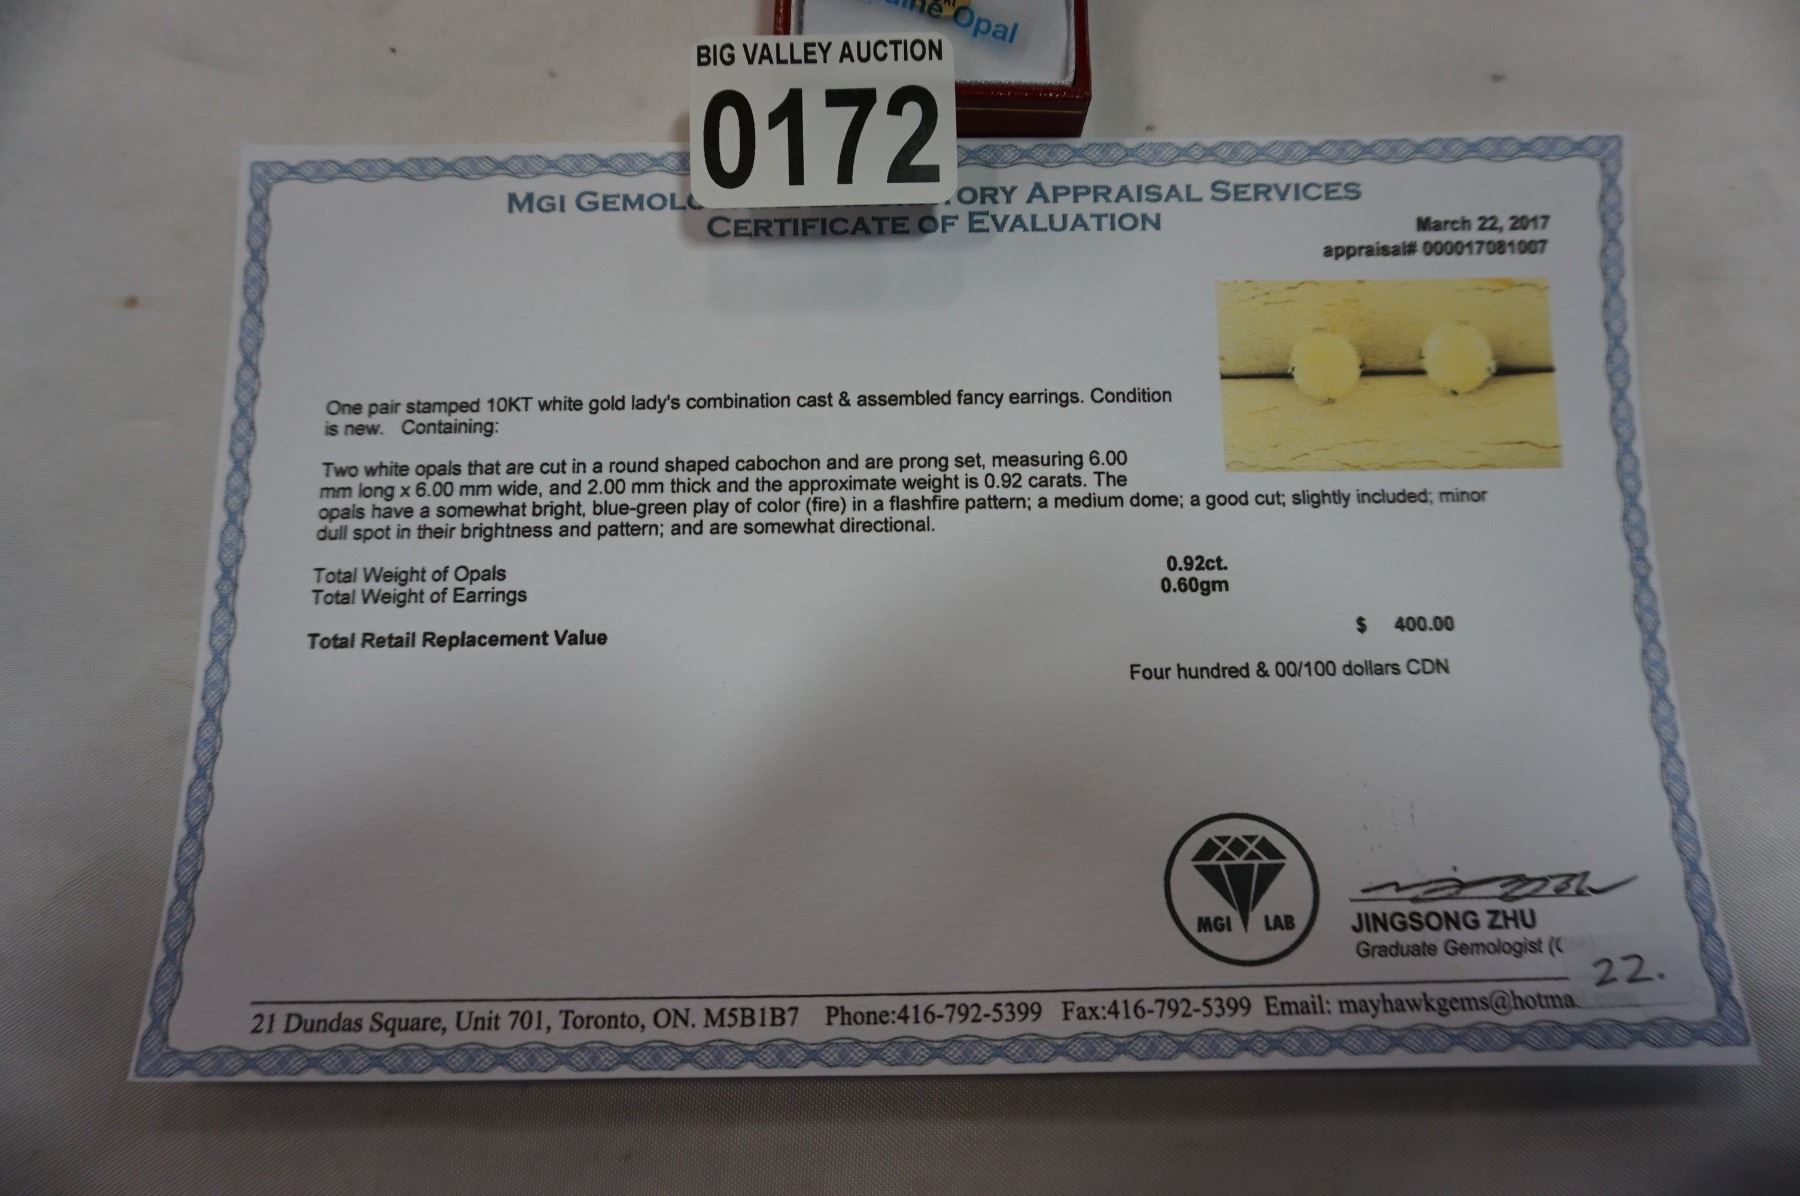 Opal
BIG VALLEY AUCTION
0172
MGI APPRAISAL SERVICES
CERTIFICATE OF EVALUATION
March 22, 2017
appraisal# 000017081007
One pair stamped 10KT white gold lady's combination cast & assembled fancy earrings. Condition
is new. Containing:
Two white opals that are cut in a round shaped cabochon and are prong set, measuring 6.00
mm long x 6.00 mm wide, and 2.00 mm thick and the approximate weight is 0.92 carats. The
opals have a somewhat bright, blue-green play of color (fire) in a flashfire pattern; a medium dome; a good cut; slightly included; minor
dull spot in their brightness and pattern; and are somewhat directional.
Total Weight of Opals 0.92ct.
Total Weight of Earrings 0.60gm
Total Retail Replacement Value $ 400.00
Four hundred & 00/100 dollars CDN
MGI LAB
JINGSONG ZHU
Graduate Gemologist (
22.
21 Dundas Square, Unit 701, Toronto, ON. M5B1B7 Phone:416-792-5399 Fax:416-792-5399 Email: mayhawkgems@hotma